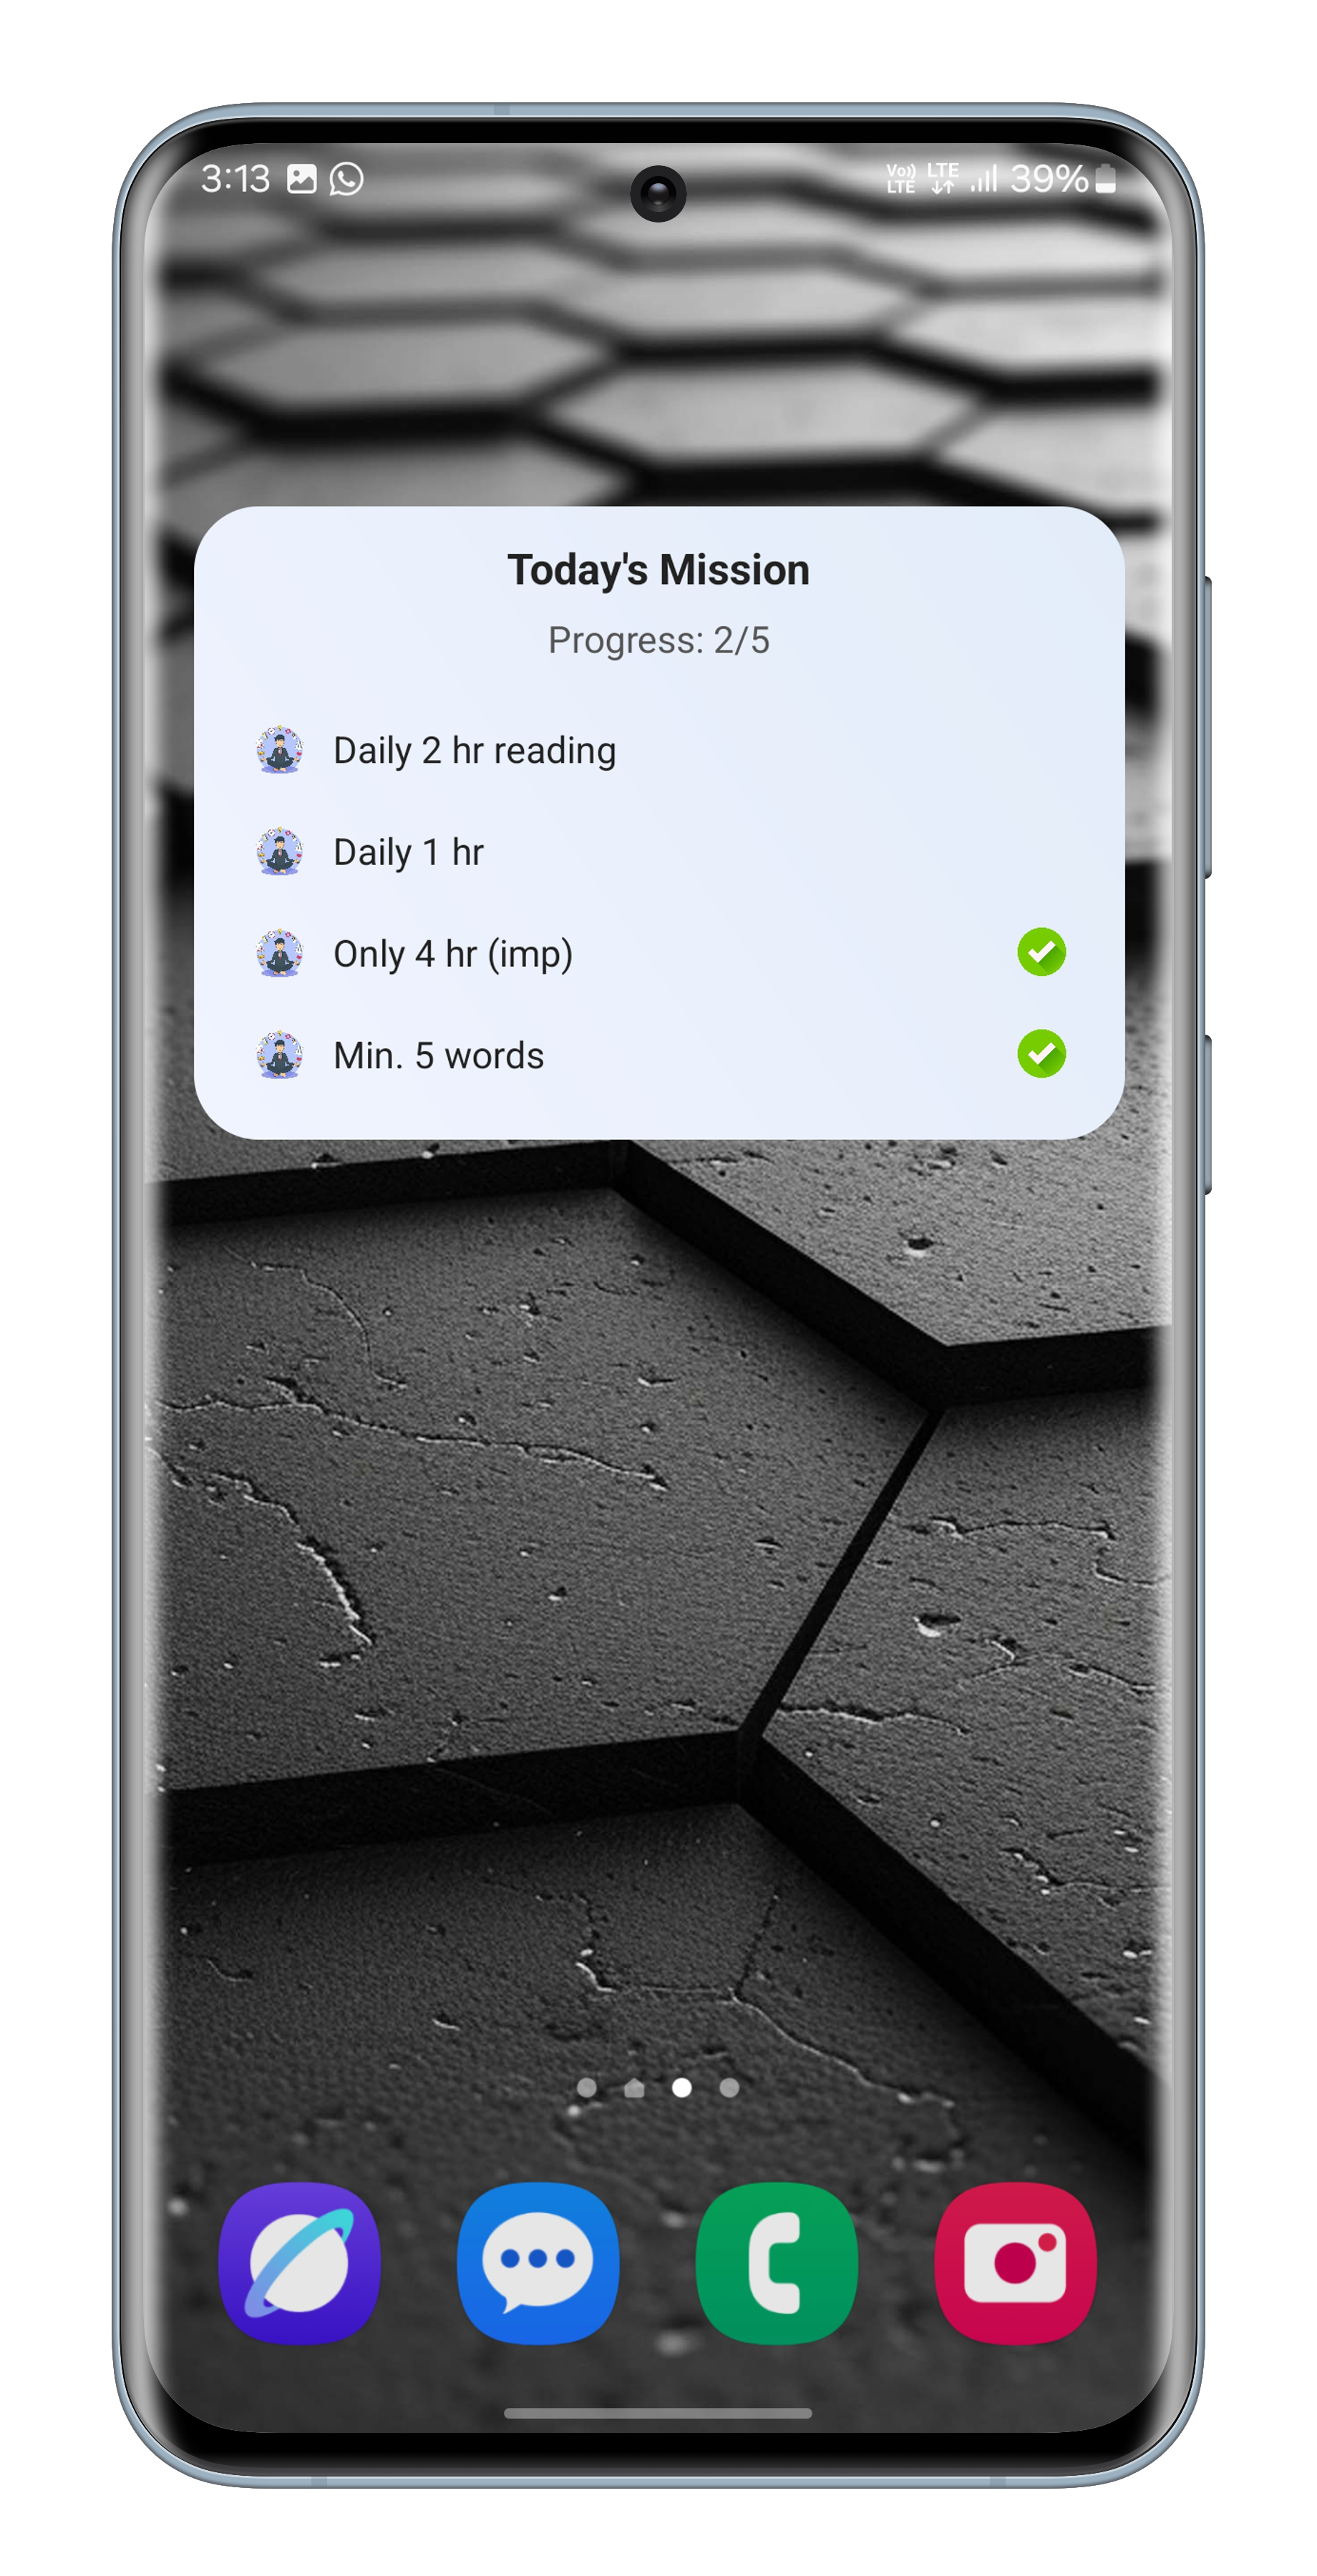 3:13 Vo)) LTE LTE 39%
Today's Mission
Progress: 2/5
Daily 2 hr reading
Daily 1 hr
Only 4 hr (imp)
Min. 5 words